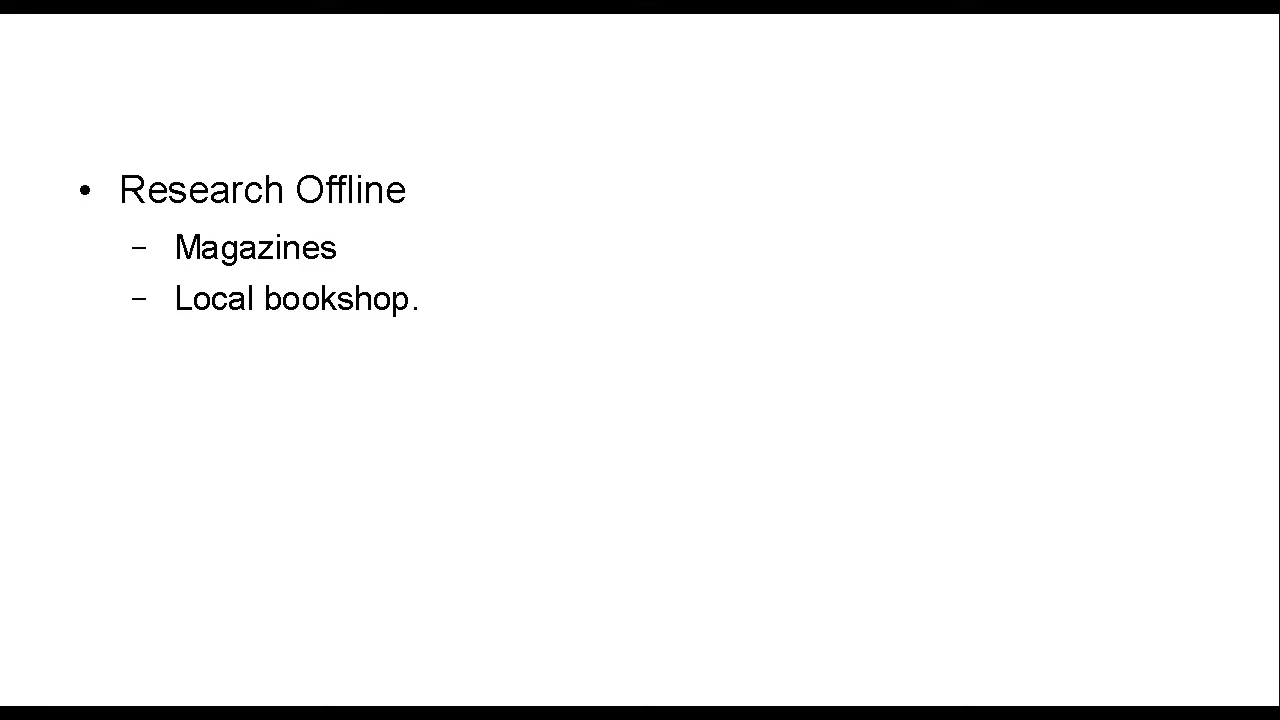 • Research Offline
– Magazines
– Local bookshop.